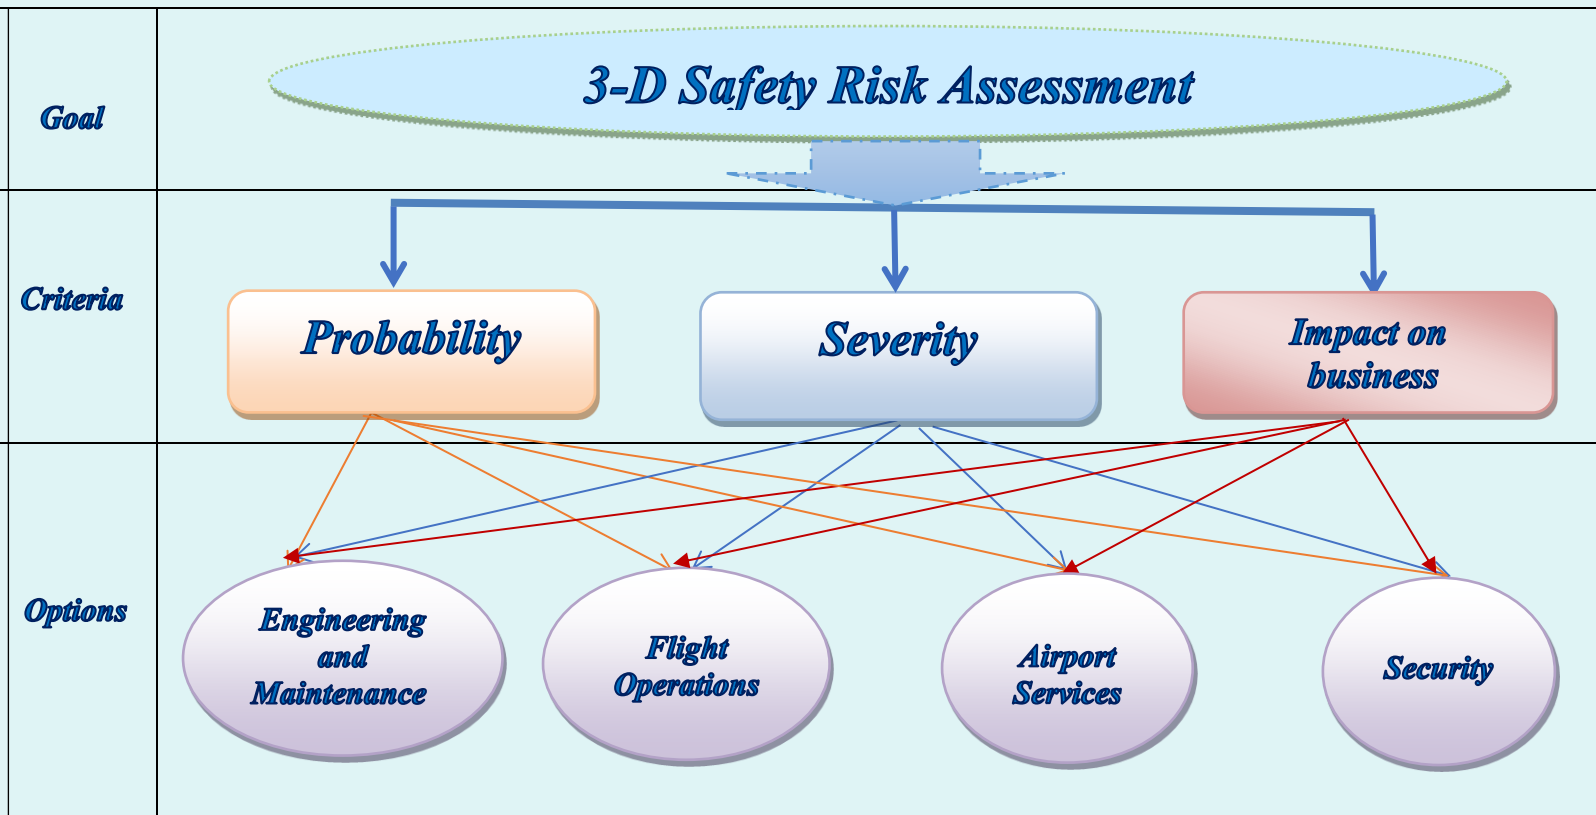 Goal
3-D Safety Risk Assessment
Criteria
Probability
Severity
Impact on
business
Options
Engineering
and
Maintenance
Flight
Operations
Airport
Services
Security